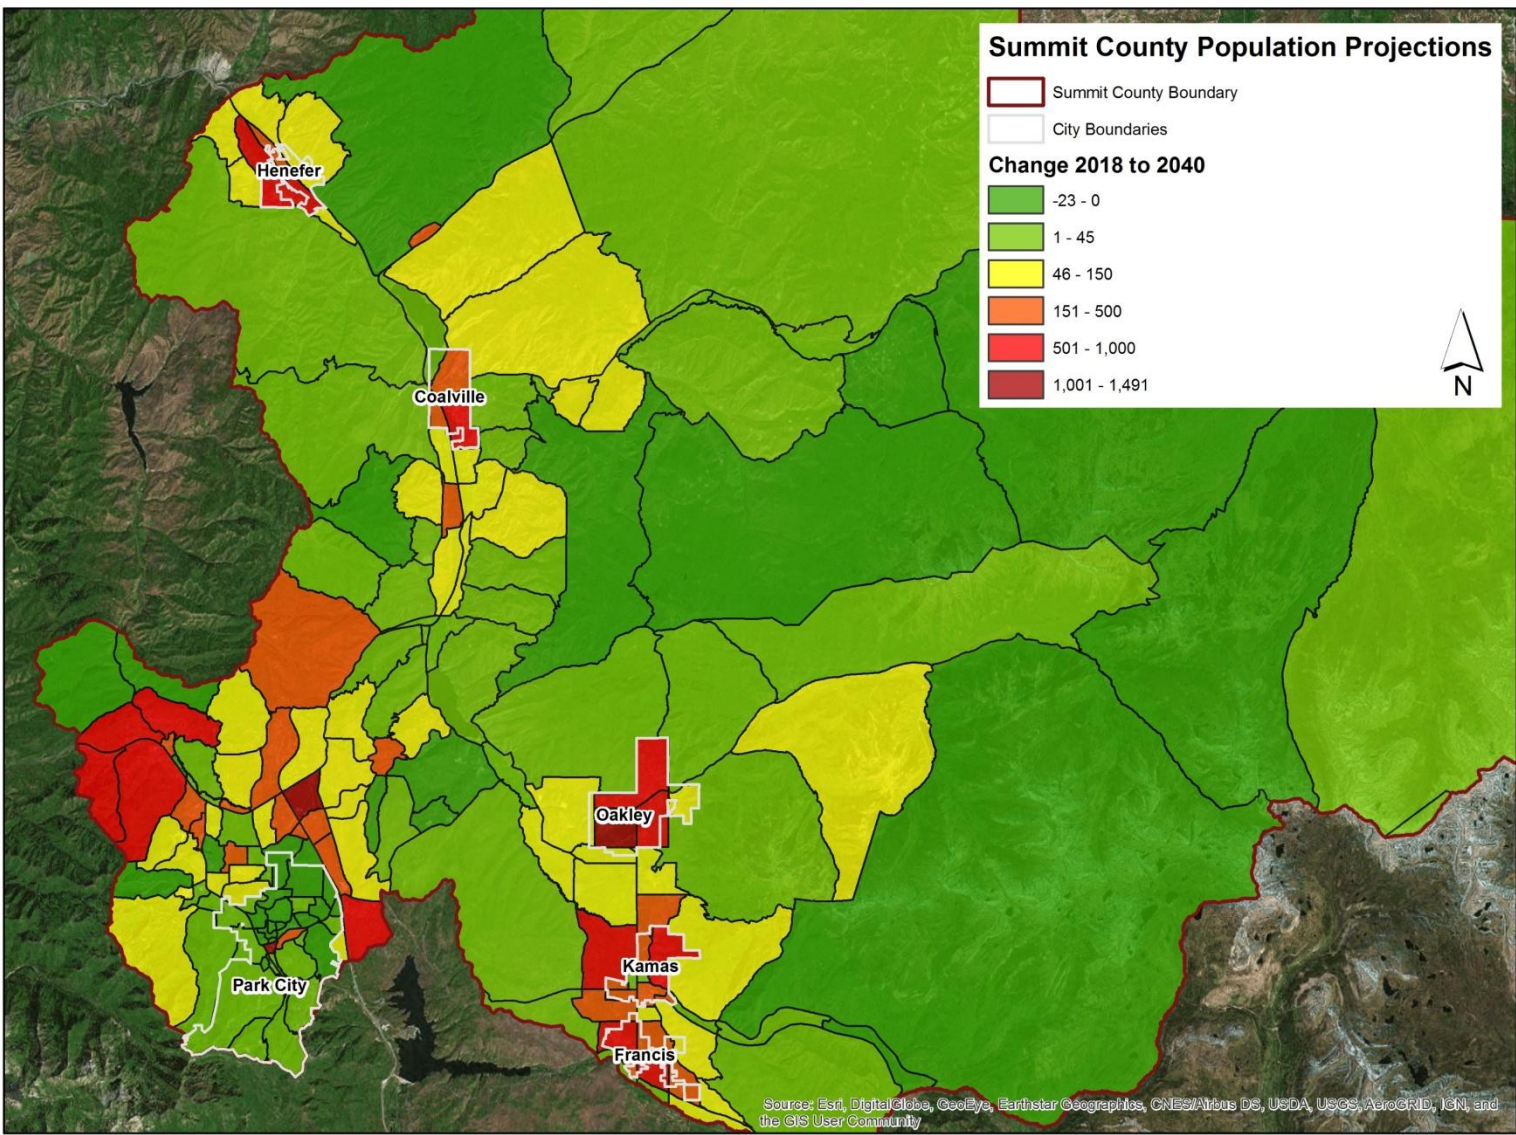 Summit County Population Projections
Summit County Boundary
City Boundaries
Change 2018 to 2040
-23 - 0
1 - 45
46 - 150
151 - 500
501 - 1,000
1,001 - 1,491
N
Henefer
Coalville
Oakley
Kamas
Park City
Francis
Source: Esri, DigitalGlobe, GeoEye, Earthstar Geographics, CNES/Airbus DS, USDA, USGS, AeroGRID, IGN, and
the GIS User Community